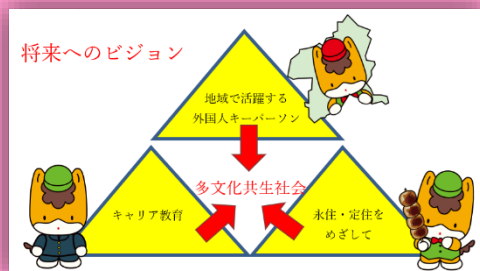 将来へのビジョン
地域で活躍する
外国人キーパーソン
多文化共生社会
キャリア教育
永住・定住を
めざして